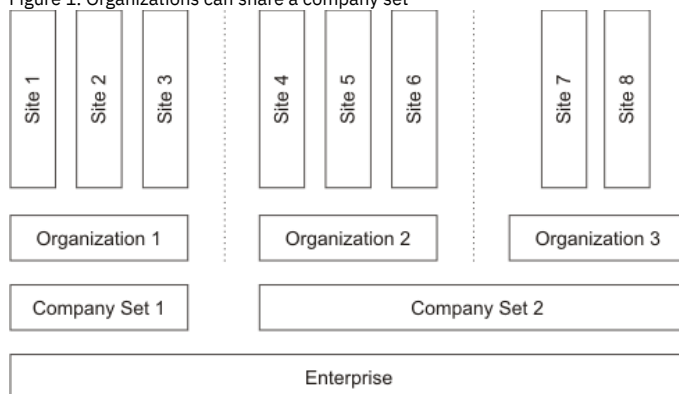 Figure 1. Organizations can share a company set
Site 1
Site 2
Site 3
Site 4
Site 5
Site 6
Site 7
Site 8
Organization 1
Organization 2
Organization 3
Company Set 1
Company Set 2
Enterprise